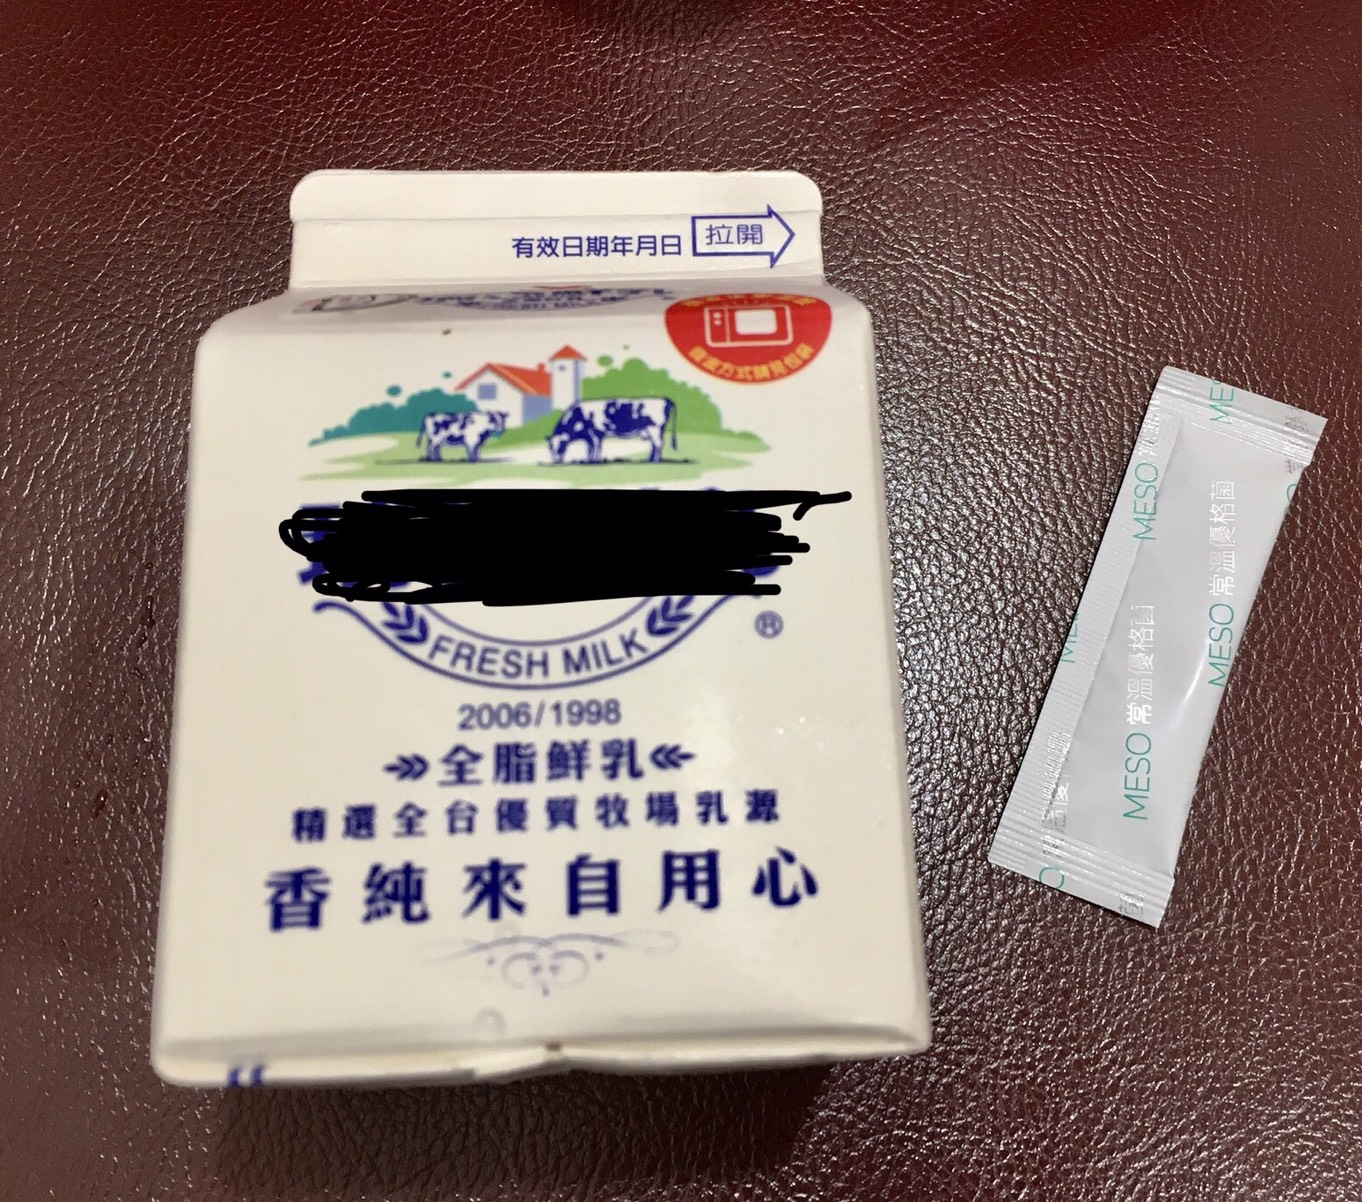 有效日期年月日 拉開
FRESH MILK
®
2006/1998
全脂鮮乳
精選全台優質牧場乳源
香純來自用心
MESO
MESO 常溫優格菌
MESO 常溫優格菌